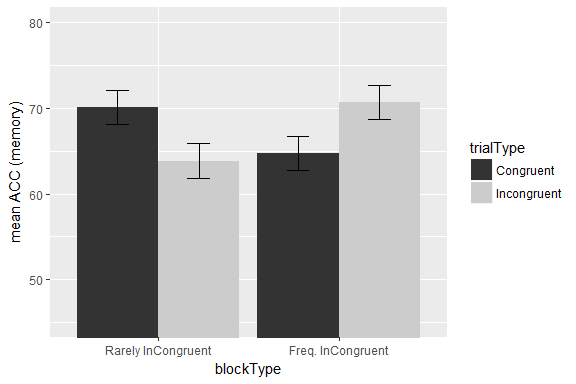 80
70
60
50
mean ACC (memory)
Rarely InCongruent
Freq. InCongruent
blockType
trialType
Congruent
Incongruent